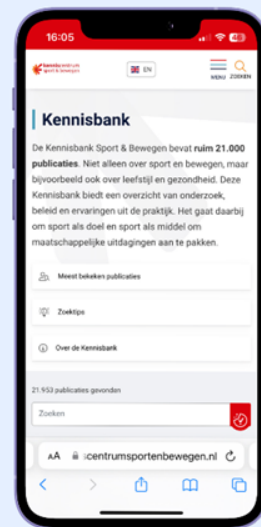 16:05
kenniscentrum
sport & bewegen
EN
MENU ZOEKEN
Kennisbank
De Kennisbank Sport & Bewegen bevat ruim 21.000
publicaties. Niet alleen over sport en bewegen, maar
bijvoorbeeld ook over leefstijl en gezondheid. Deze
Kennisbank biedt een overzicht van onderzoek,
beleid en ervaringen uit de praktijk. Het gaat daarbij
om sport als doel en sport als middel om
maatschappelijke uitdagingen aan te pakken.
Meest bekeken publicaties
Zoektips
Over de Kennisbank
21.953 publicaties gevonden
Zoeken
AA centrumsportenbewegen.nl